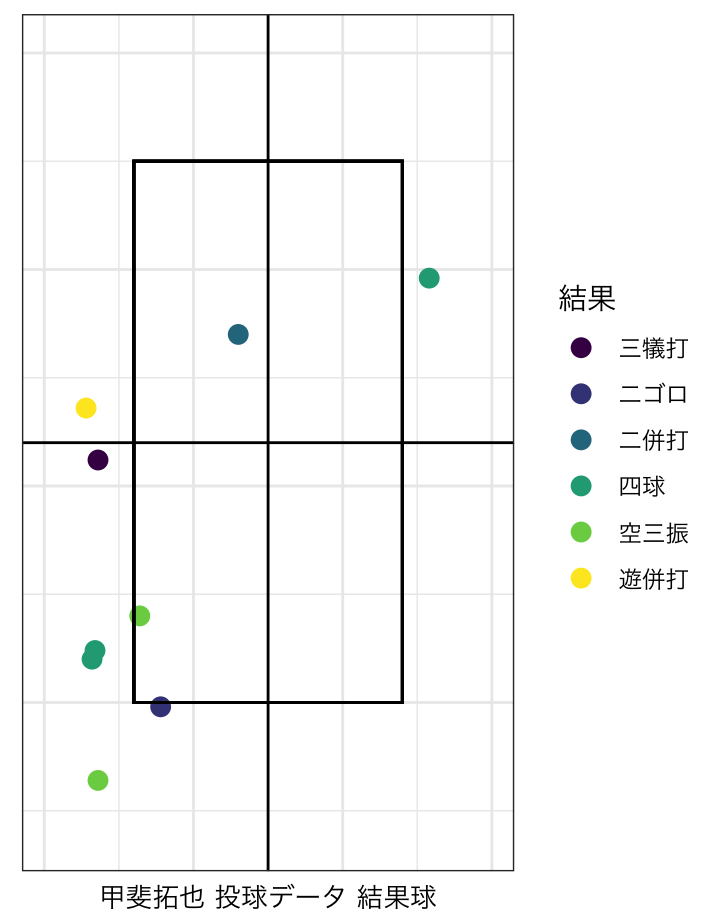 結果
三犠打
二ゴロ
二併打
四球
空三振
遊併打
甲斐拓也 投球データ 結果球